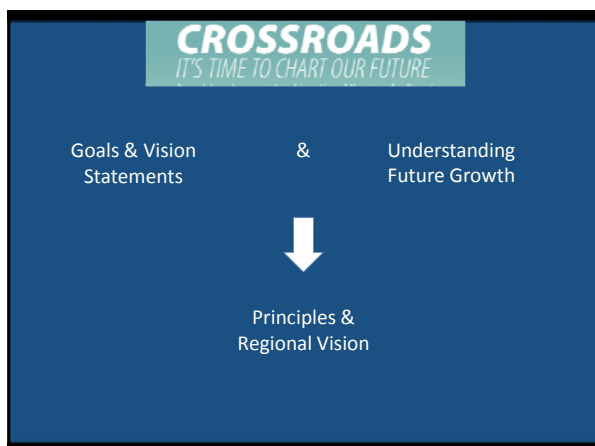 CROSSROADS
IT'S TIME TO CHART OUR FUTURE
Goals & Vision
Statements
&
Understanding
Future Growth
Principles &
Regional Vision